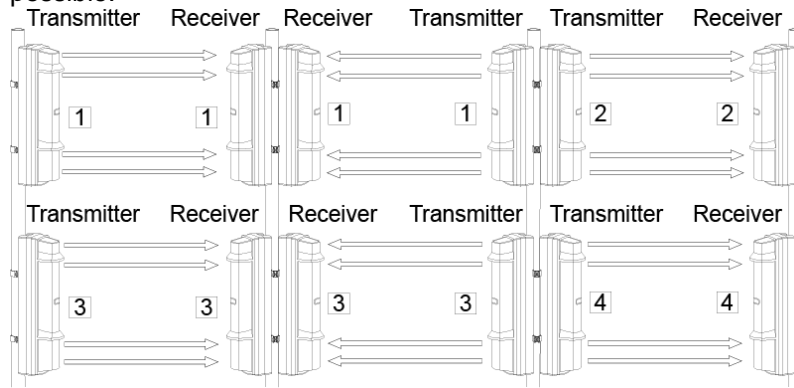 possible.
Transmitter Receiver Receiver Transmitter Transmitter Receiver
1 1 1 1 2 2
Transmitter Receiver Receiver Transmitter Transmitter Receiver
3 3 3 3 4 4